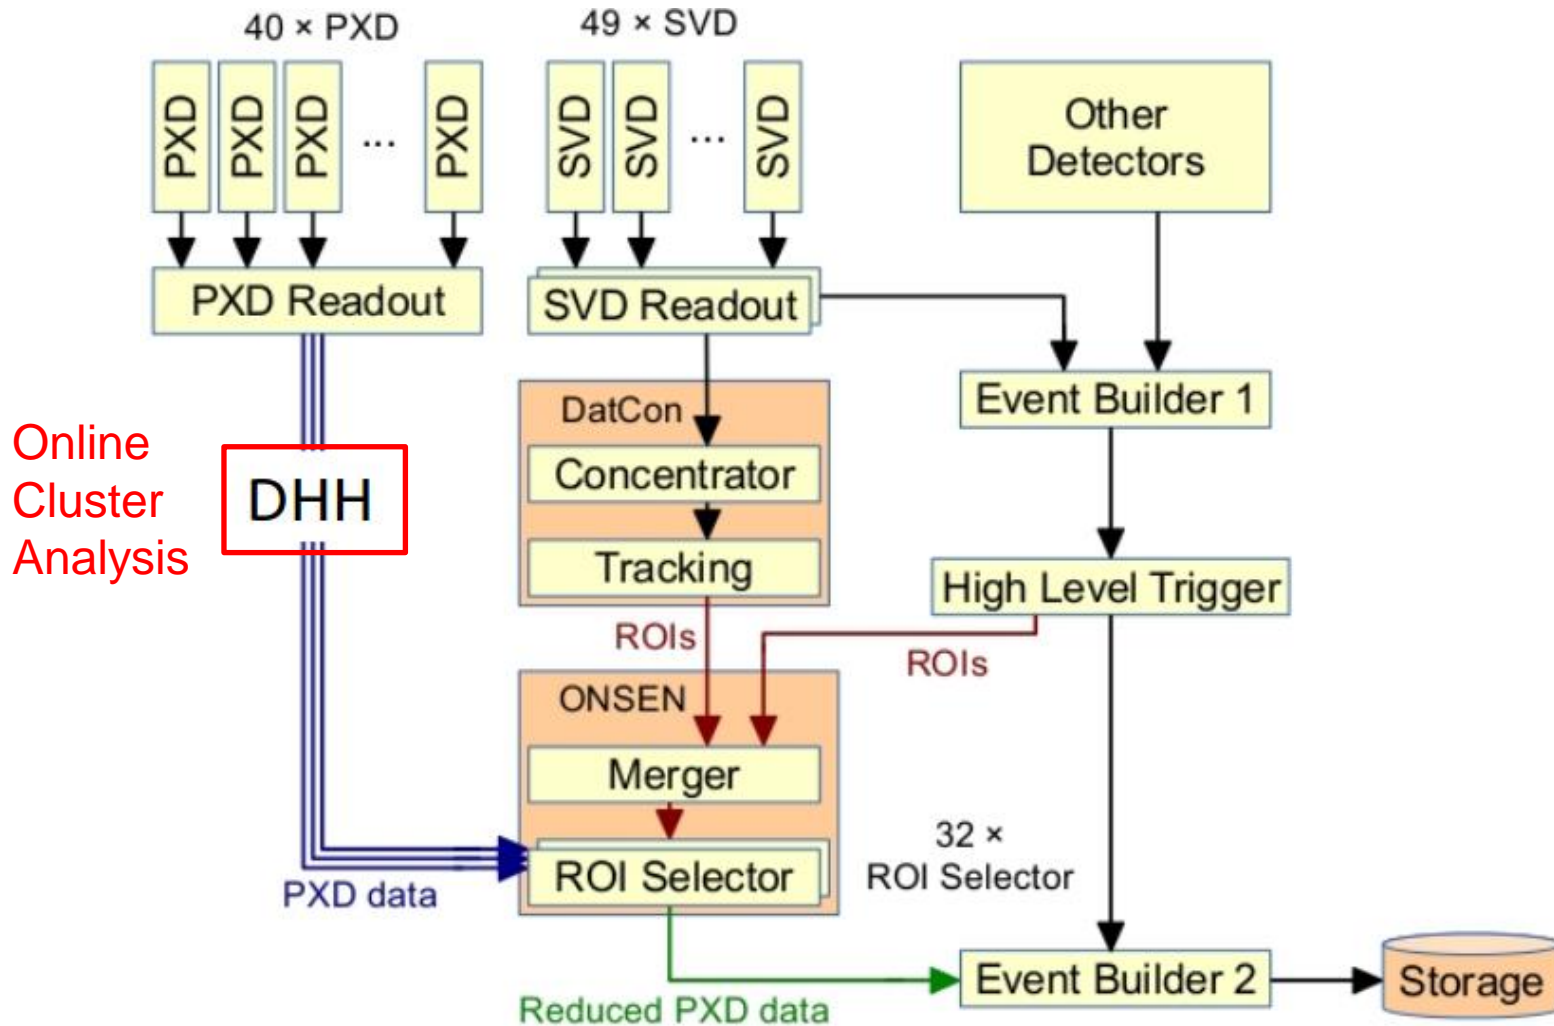 40 × PXD
49 × SVD
PXD
PXD
PXD
...
PXD
SVD
SVD
...
SVD
Other
Detectors
PXD Readout
SVD Readout
Event Builder 1
DatCon
Concentrator
Tracking
Online
Cluster
Analysis
DHH
High Level Trigger
ROIs
ROIs
ONSEN
Merger
ROI Selector
32 ×
ROI Selector
PXD data
Reduced PXD data
Event Builder 2
Storage